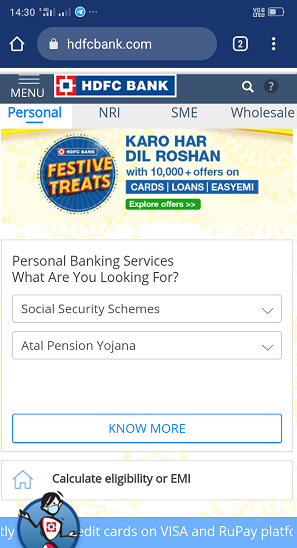 14:30
hdfcbank.com
2
MENU
HDFC BANK
?
Personal NRI SME Wholesale
HDFC BANK
FESTIVE
TREATS
KARO HAR
DIL ROSHAN
with 10,000+ offers on
CARDS | LOANS | EASYEMI
Explore offers >>
Personal Banking Services
What Are You Looking For?
Social Security Schemes
Atal Pension Yojana
KNOW MORE
Calculate eligibility or EMI
edit cards on VISA and RuPay platfo